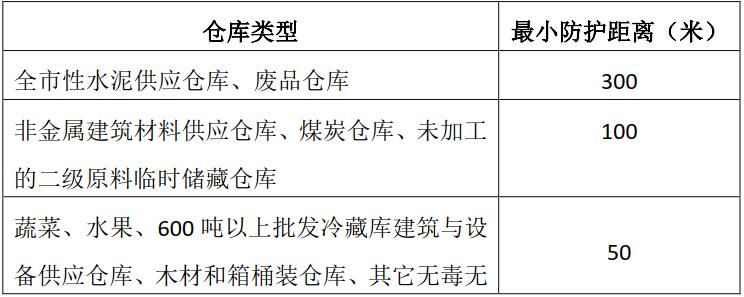 仓库类型 最小防护距离（米）
全市性水泥供应仓库、废品仓库 300
非金属建筑材料供应仓库、煤炭仓库、未加工 100
的二级原料临时储藏仓库
蔬菜、水果、600 吨以上批发冷藏库建筑与设
备供应仓库、木材和箱桶装仓库、其它无毒无 50